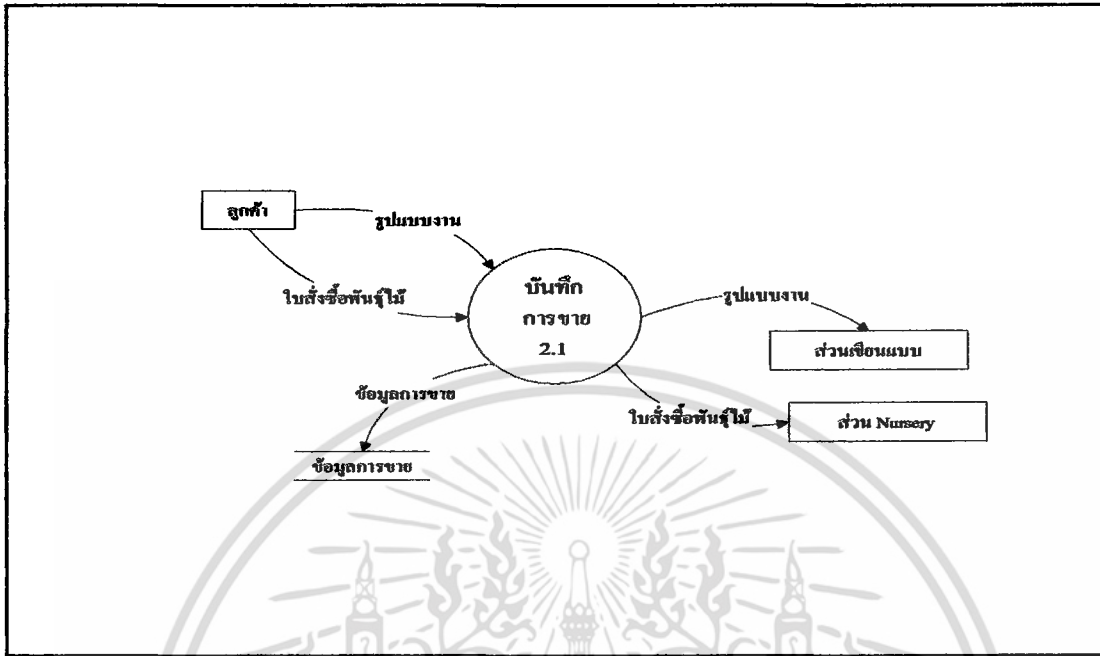 ลูกค้า
รูปแบบงาน
ใบสั่งซื้อพันธุ์ไม้
บันทึก
การขาย
2.1
รูปแบบงาน
ส่วนเขียนแบบ
ข้อมูลการขาย
ใบสั่งซื้อพันธุ์ไม้
ส่วน Nursery
ข้อมูลการขาย